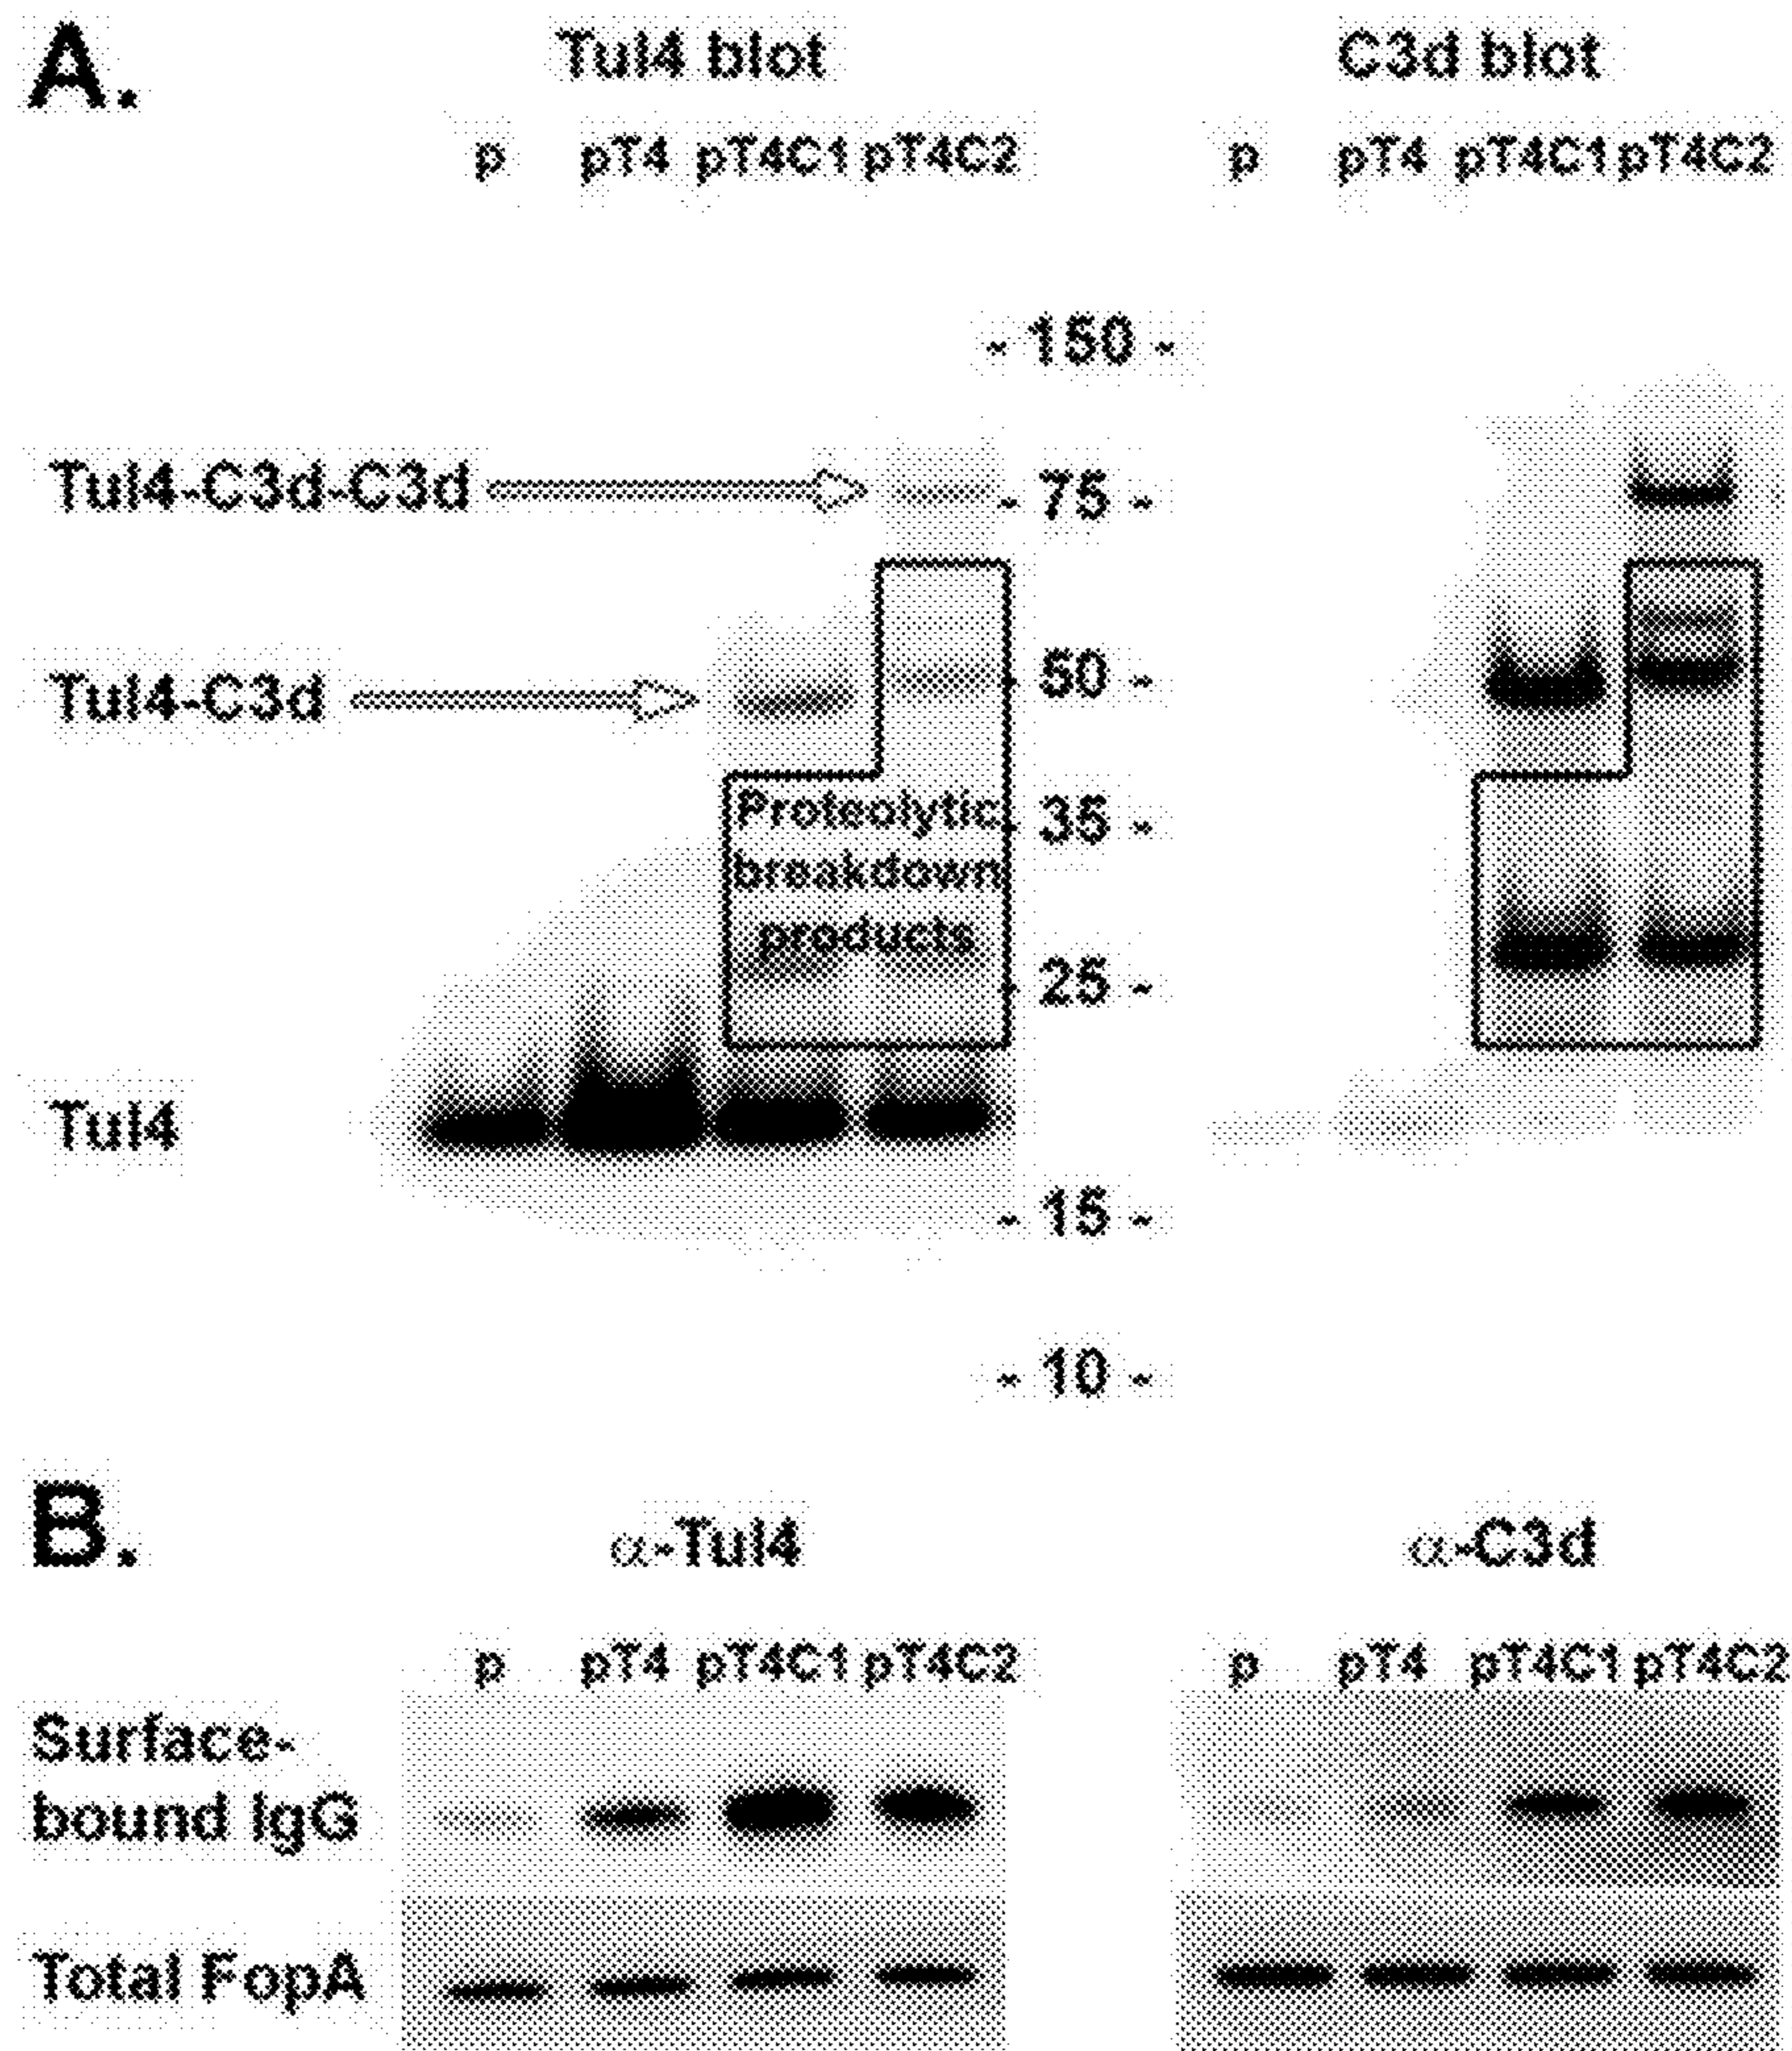 A.
Tul4 blot
C3d blot
p pT4 pT4C1 pT4C2
p pT4 pT4C1 pT4C2
- 150 -
Tul4-C3d-C3d
- 75 -
Tul4-C3d
- 50 -
Proteolytic
breakdown
products
- 35 -
- 25 -
Tul4
- 15 -
- 10 -
B.
α-Tul4
α-C3d
p pT4 pT4C1 pT4C2
p pT4 pT4C1 pT4C2
Surface-
bound IgG
Total FopA